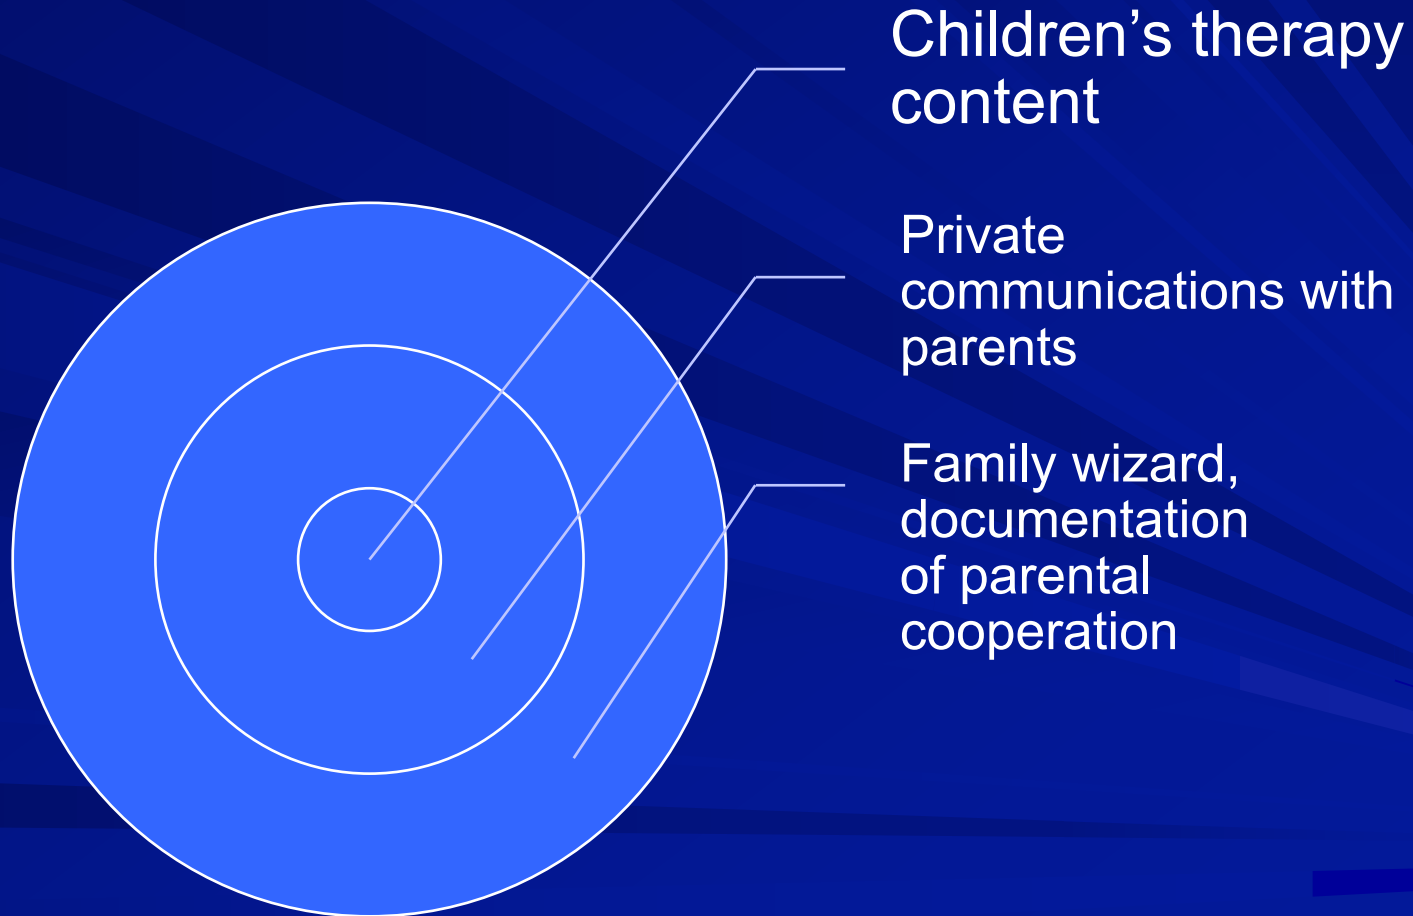 Children’s therapy
content
Private
communications with
parents
Family wizard,
documentation
of parental
cooperation